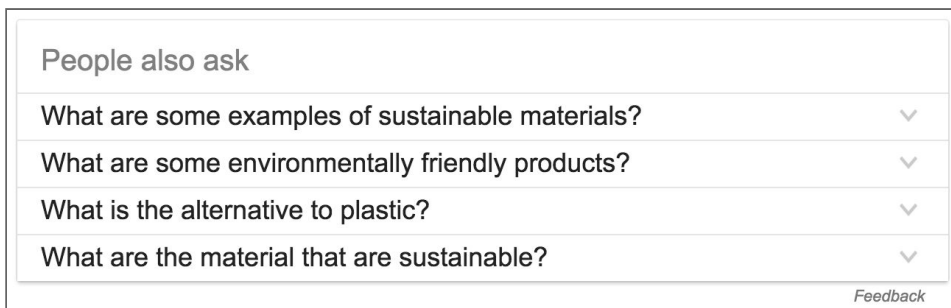 People also ask
What are some examples of sustainable materials?
What are some environmentally friendly products?
What is the alternative to plastic?
What are the material that are sustainable?
Feedback